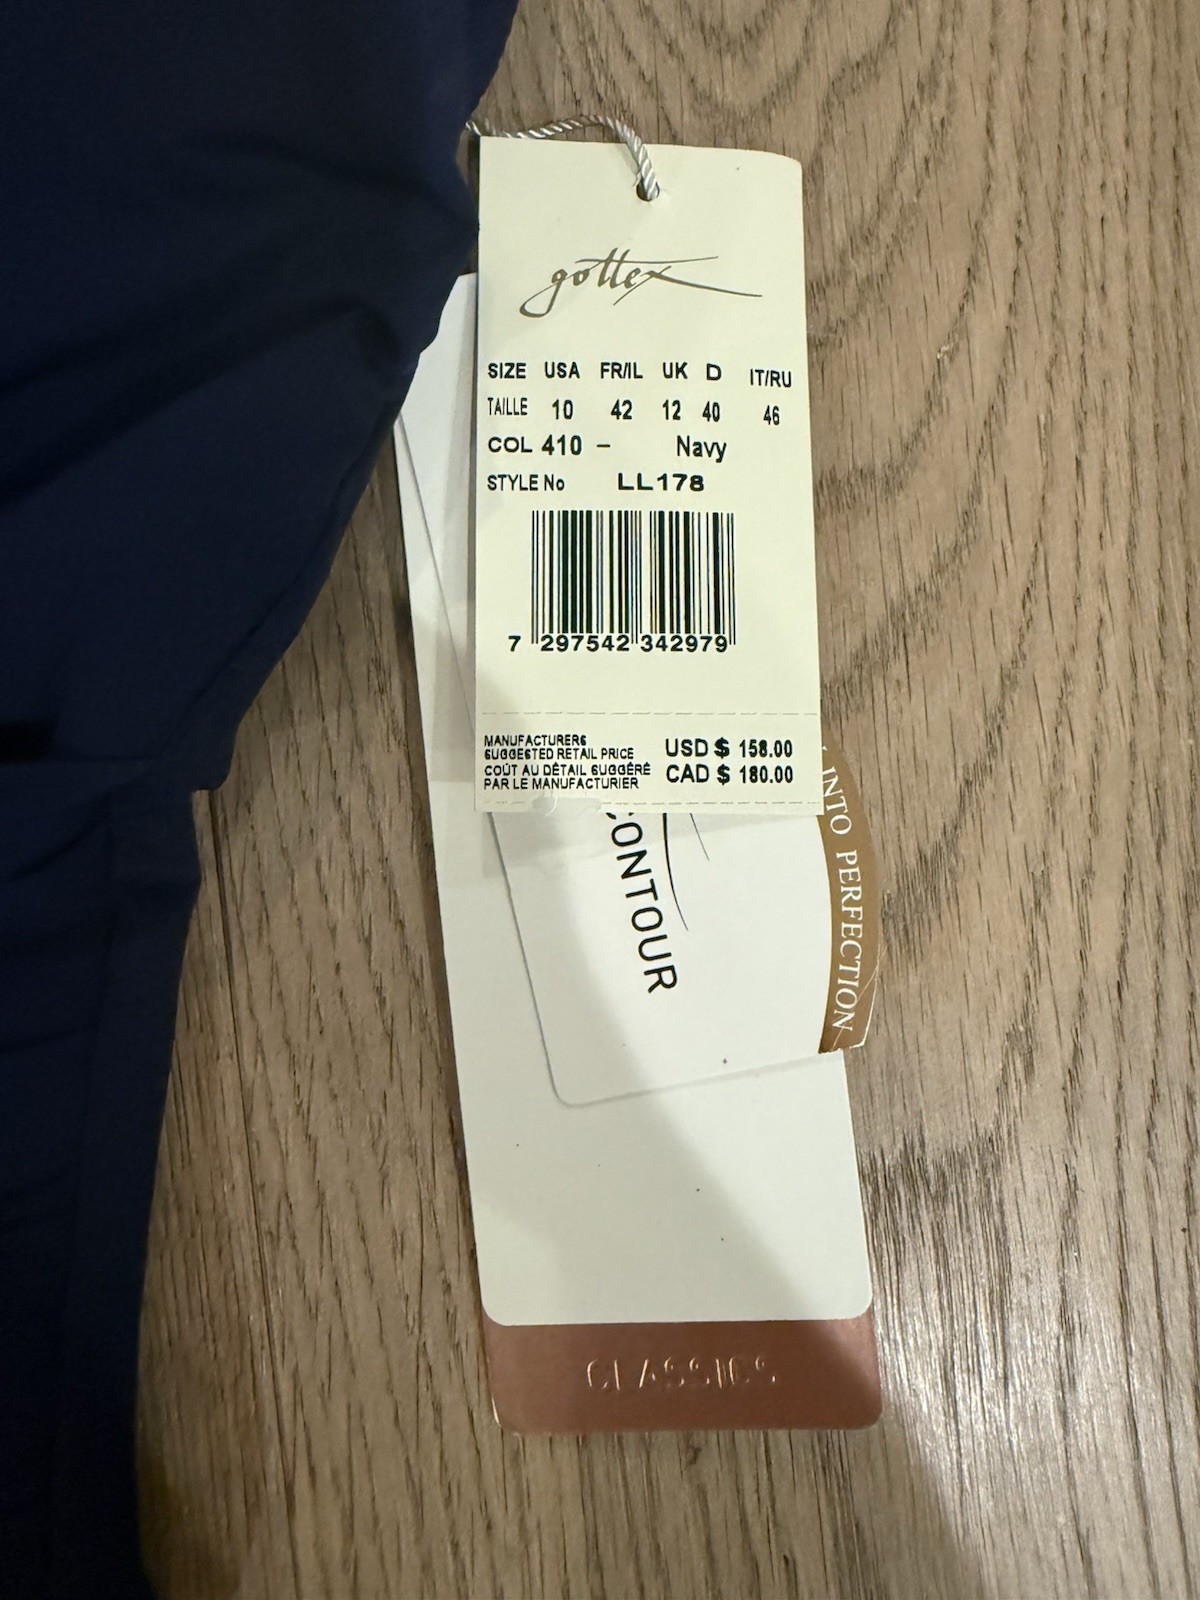 gottex
SIZE USA FR/IL UK D IT/RU
TAILLE 10 42 12 40 46
COL 410 – Navy
STYLE No LL178
7 297542 342979
MANUFACTURERS
SUGGESTED RETAIL PRICE USD $ 158.00
COÛT AU DÉTAIL SUGGÉRÉ
PAR LE MANUFACTURIER CAD $ 180.00
CONTOUR
INTO PERFECTION
CLASSICS